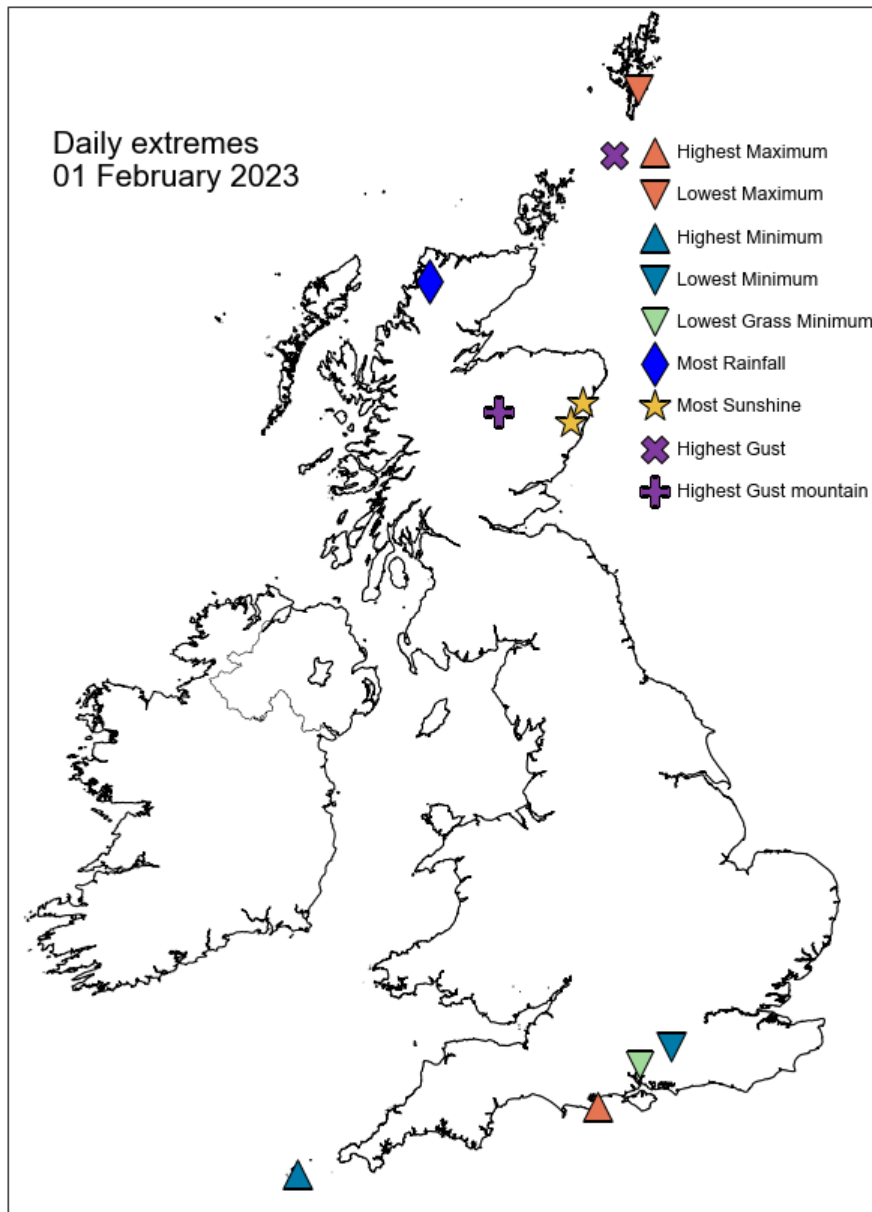 Daily extremes
01 February 2023
Highest Maximum
Lowest Maximum
Highest Minimum
Lowest Minimum
Lowest Grass Minimum
Most Rainfall
Most Sunshine
Highest Gust
Highest Gust mountain